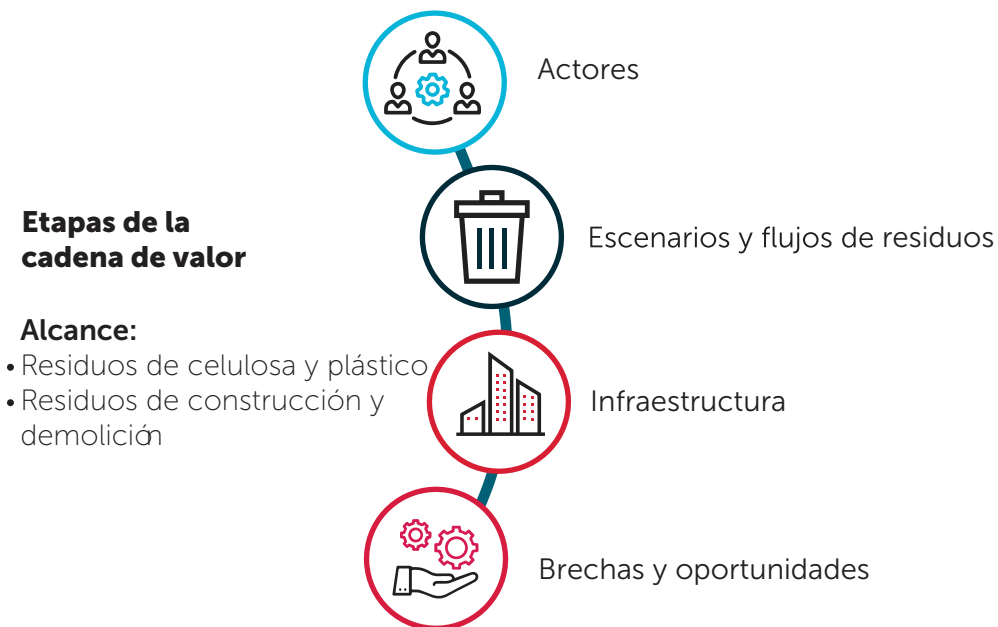 Actores
Escenarios y flujos de residuos
Etapas de la
cadena de valor
Alcance:
• Residuos de celulosa y plástico
• Residuos de construcción y
demolición
Infraestructura
Brechas y oportunidades